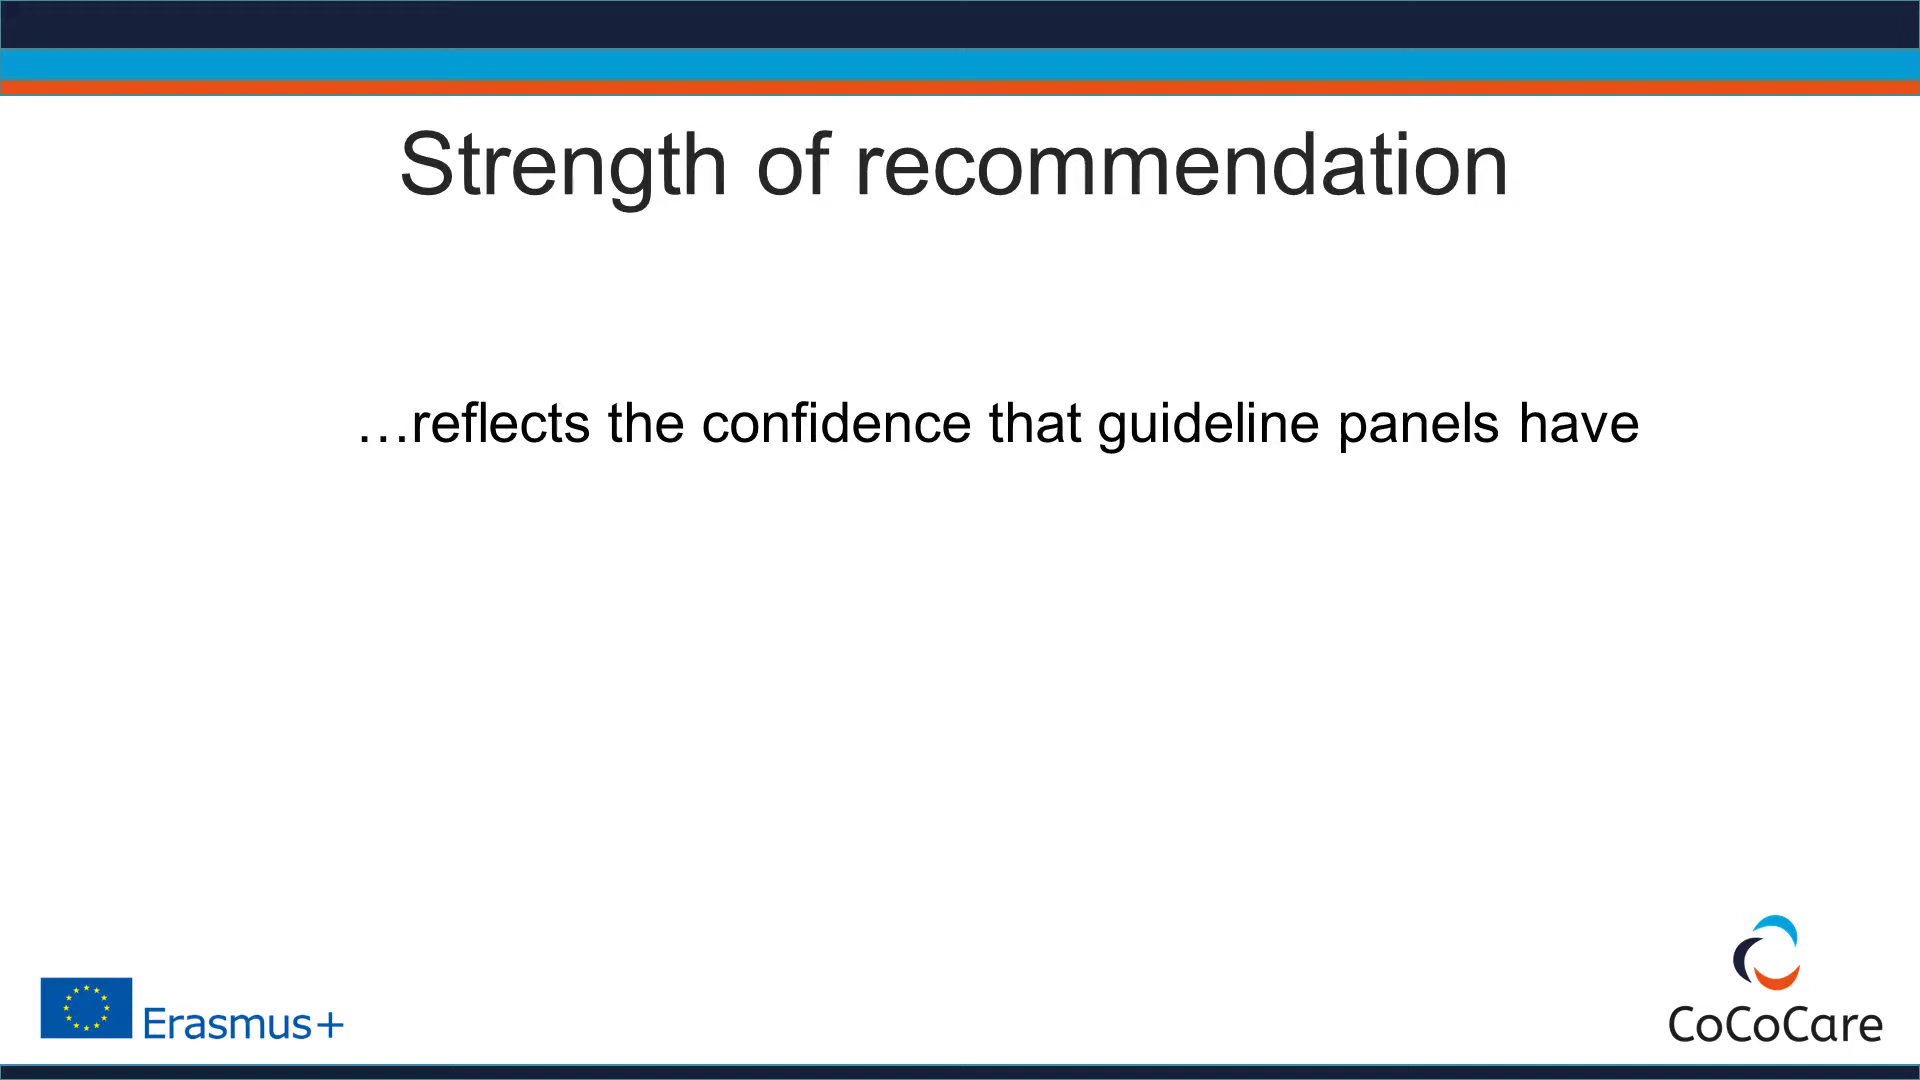 Strength of recommendation
…reflects the confidence that guideline panels have
Erasmus+
CoCoCare